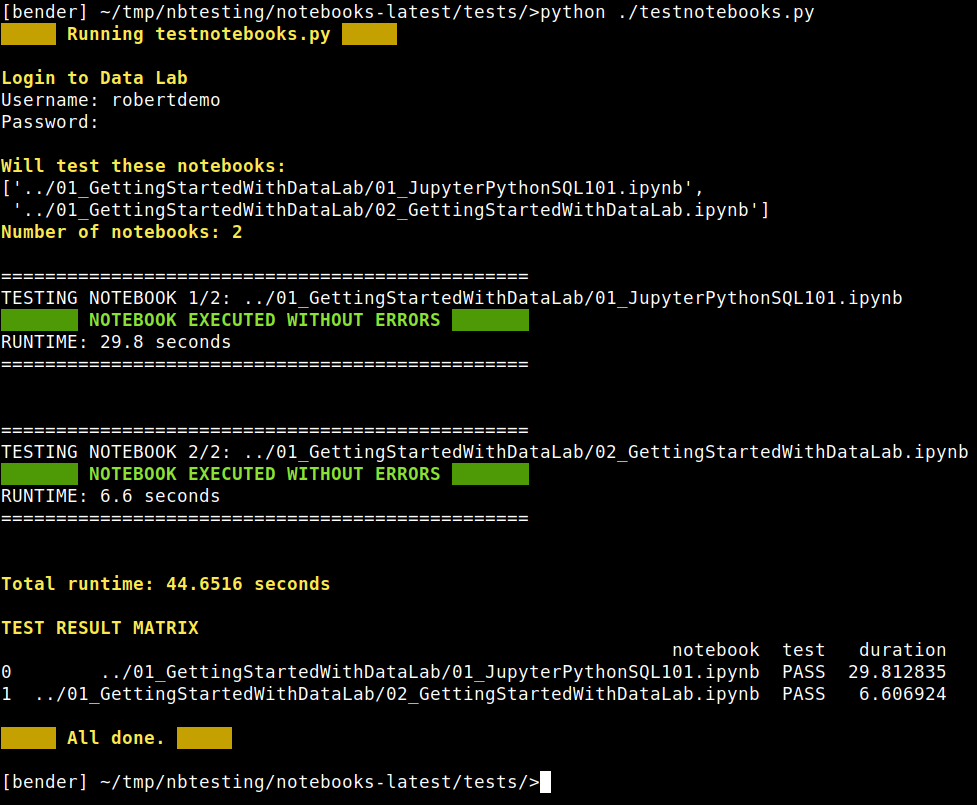 [bender] ~/tmp/nbtesting/notebooks-latest/tests/>python ./testnotebooks.py
Running testnotebooks.py
Login to Data Lab
Username: robertdemo
Password:
Will test these notebooks:
['../01_GettingStartedWithDataLab/01_JupyterPythonSQL101.ipynb',
 '../01_GettingStartedWithDataLab/02_GettingStartedWithDataLab.ipynb']
Number of notebooks: 2
================================================
TESTING NOTEBOOK 1/2: ../01_GettingStartedWithDataLab/01_JupyterPythonSQL101.ipynb
NOTEBOOK EXECUTED WITHOUT ERRORS
RUNTIME: 29.8 seconds
================================================
================================================
TESTING NOTEBOOK 2/2: ../01_GettingStartedWithDataLab/02_GettingStartedWithDataLab.ipynb
NOTEBOOK EXECUTED WITHOUT ERRORS
RUNTIME: 6.6 seconds
================================================
Total runtime: 44.6516 seconds
TEST RESULT MATRIX
notebook  test   duration
0        ../01_GettingStartedWithDataLab/01_JupyterPythonSQL101.ipynb  PASS  29.812835
1  ../01_GettingStartedWithDataLab/02_GettingStartedWithDataLab.ipynb  PASS   6.606924
All done.
[bender] ~/tmp/nbtesting/notebooks-latest/tests/>